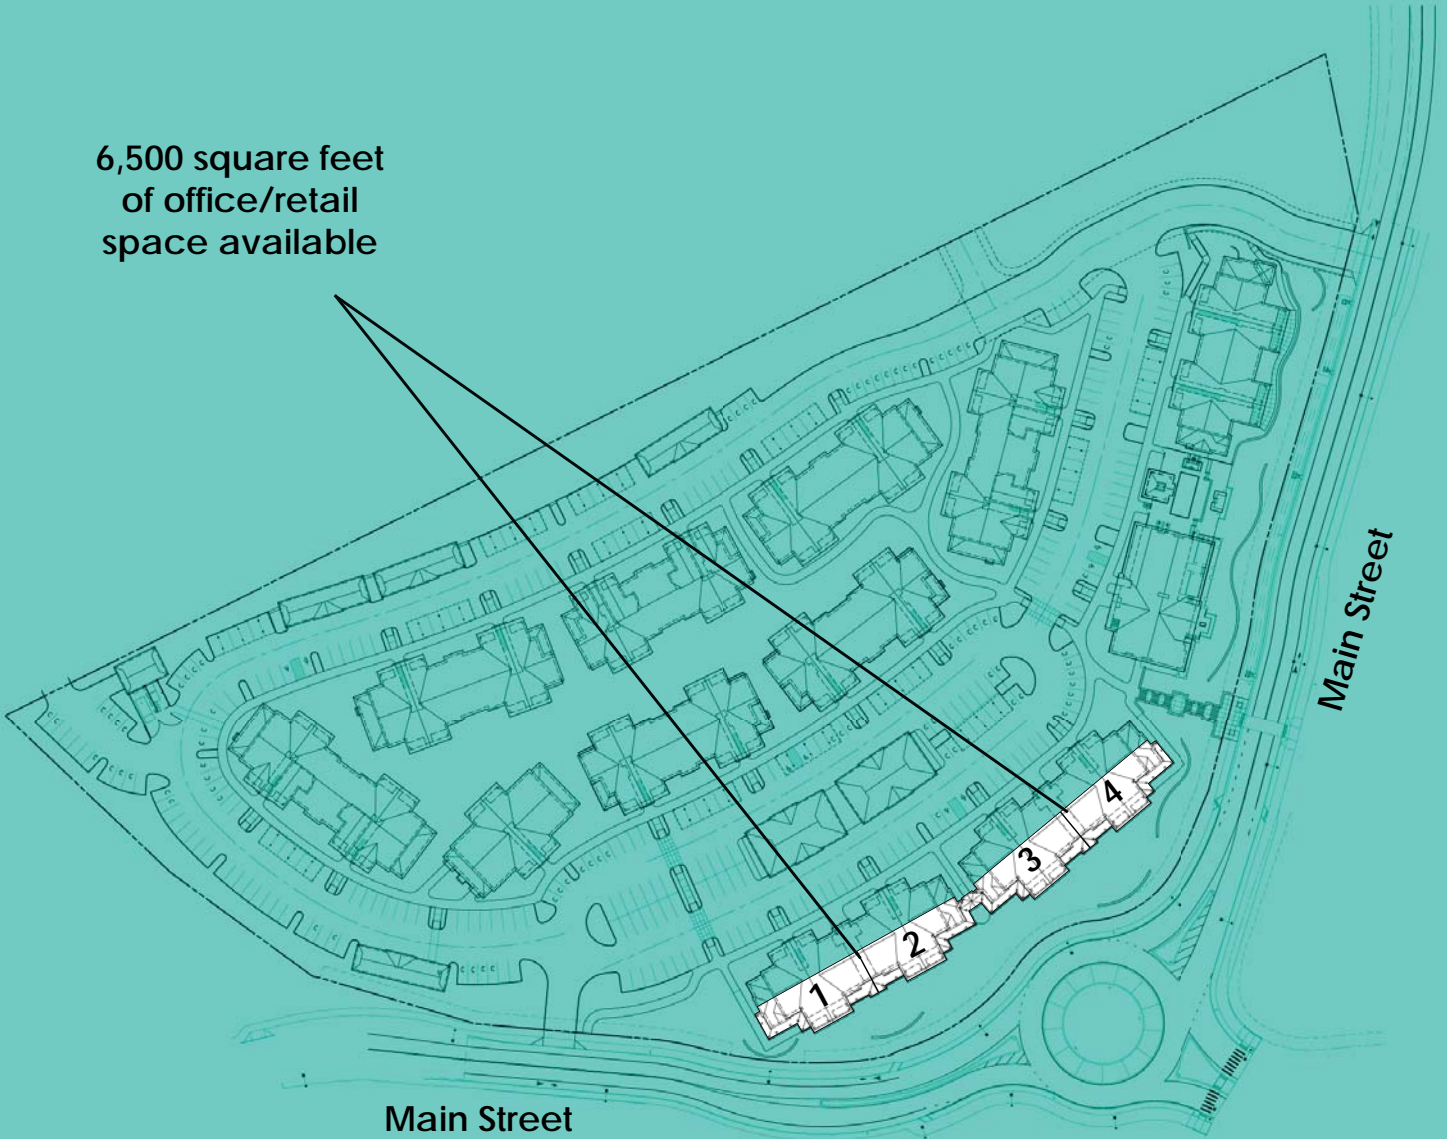 6,500 square feet
of office/retail
space available
Main Street
4
3
2
1
Main Street